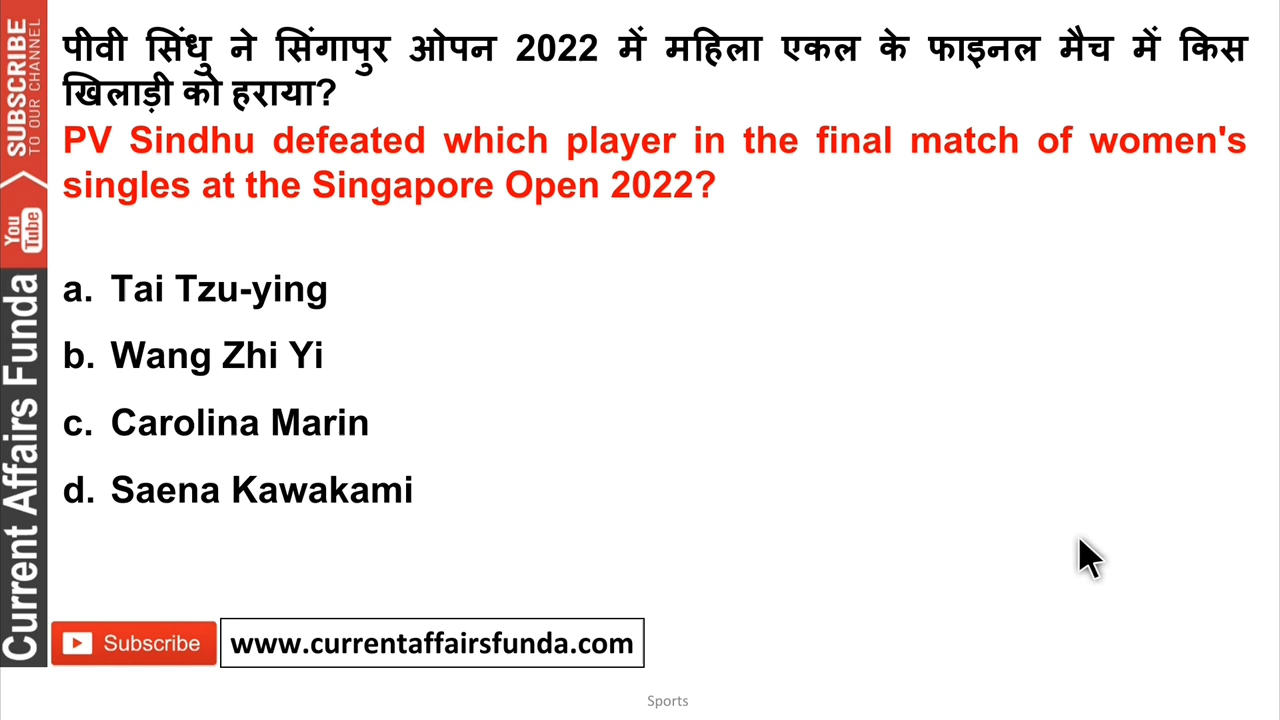 पीवी सिंधु ने सिंगापुर ओपन 2022 में महिला एकल के फाइनल मैच में किस
खिलाड़ी को हराया?
PV Sindhu defeated which player in the final match of women's
singles at the Singapore Open 2022?
a. Tai Tzu-ying
b. Wang Zhi Yi
c. Carolina Marin
d. Saena Kawakami
SUBSCRIBE
TO OUR CHANNEL
You
Tube
Current Affairs Funda
Subscribe
www.currentaffairsfunda.com
Sports